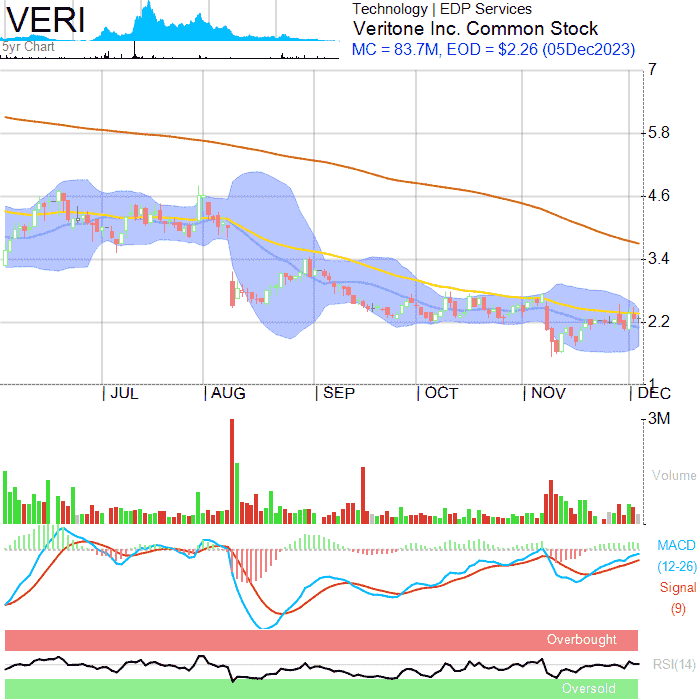 VERI
5yr Chart
Technology | EDP Services
Veritone Inc. Common Stock
MC = 83.7M, EOD = $2.26 (05Dec2023)
7
5.8
4.6
3.4
2.2
1
JUL
AUG
SEP
OCT
NOV
DEC
3M
Volume
MACD
(12-26)
Signal
(9)
Overbought
RSI(14)
Oversold